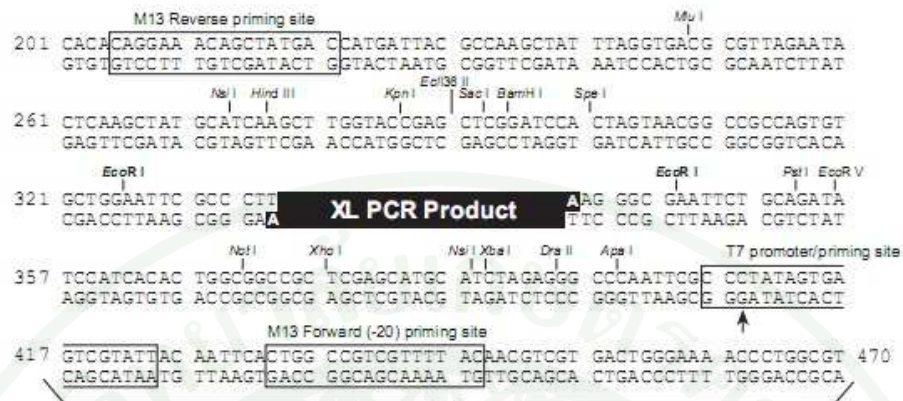 M13 Reverse priming site
Mlu I
201 CACACAGGAA ACAGCTATGAC CATGATTAC GCCAAGCTAT TTAGGTGACG CGTTAGAATA
GTGTGTCCTT TGTCGATACTG GTACTAATG CGGTTCGATA AATCCACTGC GCAATCTTAT
Nsi I Hind III Kpn I Ecl136 II Sac I BamH I Spe I
261 CTCAAGCTAT GCATCAAGCT TGGTACCGAG CTCGGATCCA CTAGTAACGG CCGCCAGTGT
GAGTTCGATA CGTAGTTCGA ACCATGGCTC GAGCCTAGGT GATCATTGCC GGCGGTCACA
EcoR I EcoR I Pst I EcoR V
321 GCTGGAATTC GCC CTT XL PCR Product AAG GGC GAATTCT GCAGATA
CGACCTTAAG CGG GAA TTC CCG CTTAAGA CGTCTAT
Not I Xho I Nsi I Xba I Dra II Apa I T7 promoter/priming site
357 TCCATCACAC TGGCGGCCGC TCGAGCATGC ATCTAGAGGG CCCAATTCGC CCTATAGTGA
AGGTAGTGTG ACCGCCGGCG AGCTCGTACG TAGATCTCCC GGGTTAAGCG GGATATCACT
M13 Forward (-20) priming site
417 GTCGTATTAC AATTCACTGG CCGTCGTTTT ACAACGTCGT GACTGGGAAA ACCCTGGCGT 470
CAGCATAATG TTAAGTGACC GGCAGCAAAA TGTTGCAGCA CTGACCCTTT TGGGACCGCA